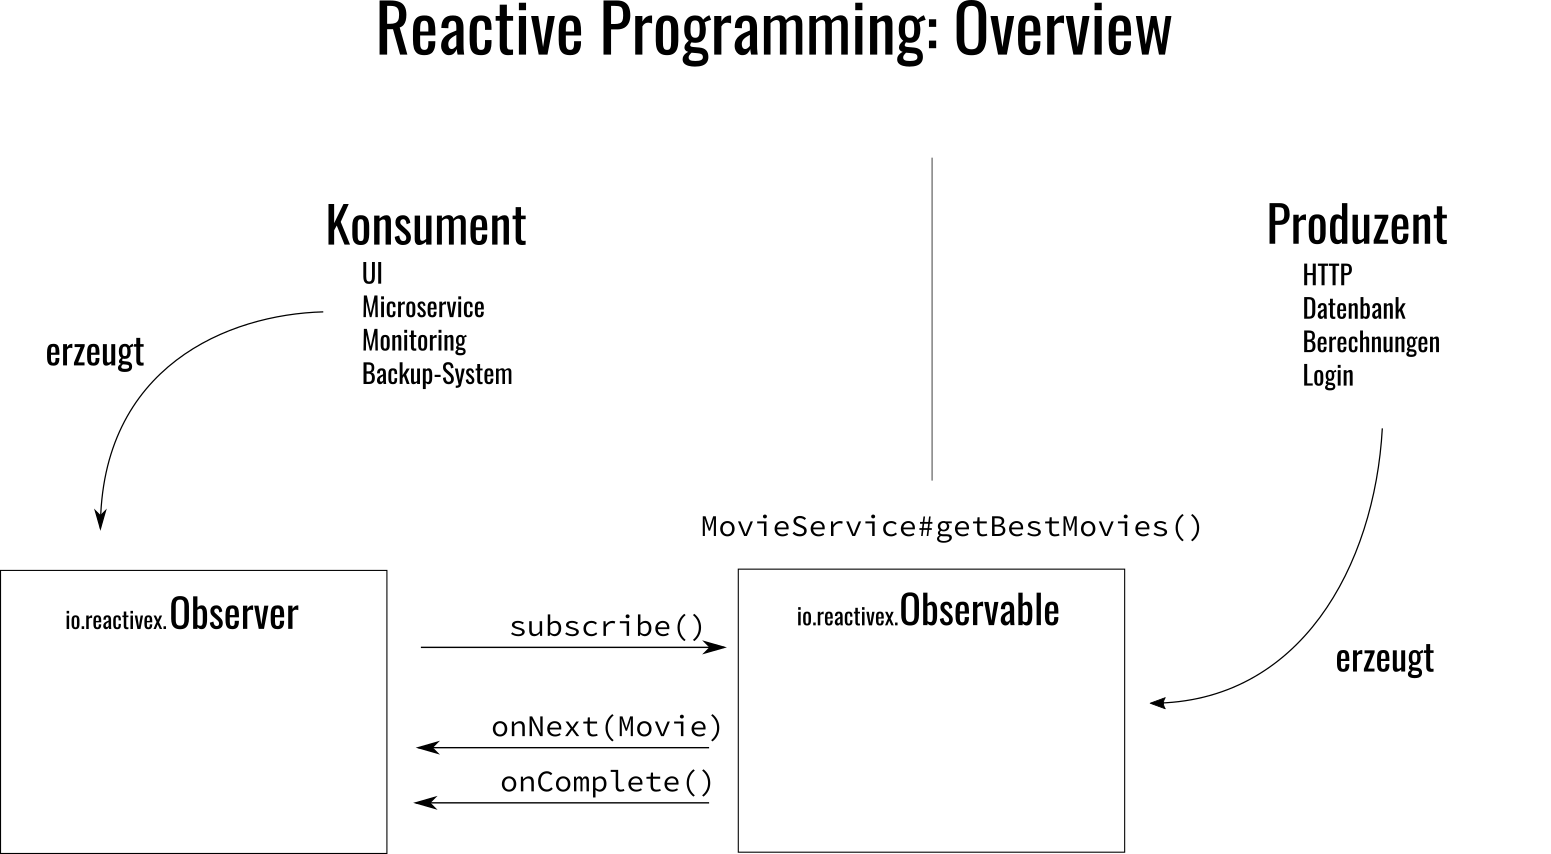 Reactive Programming: Overview
Konsument
UI
Microservice
Monitoring
Backup-System
erzeugt
Produzent
HTTP
Datenbank
Berechnungen
Login
erzeugt
MovieService#getBestMovies()
io.reactivex.Observer
subscribe()
onNext(Movie)
onComplete()
io.reactivex.Observable